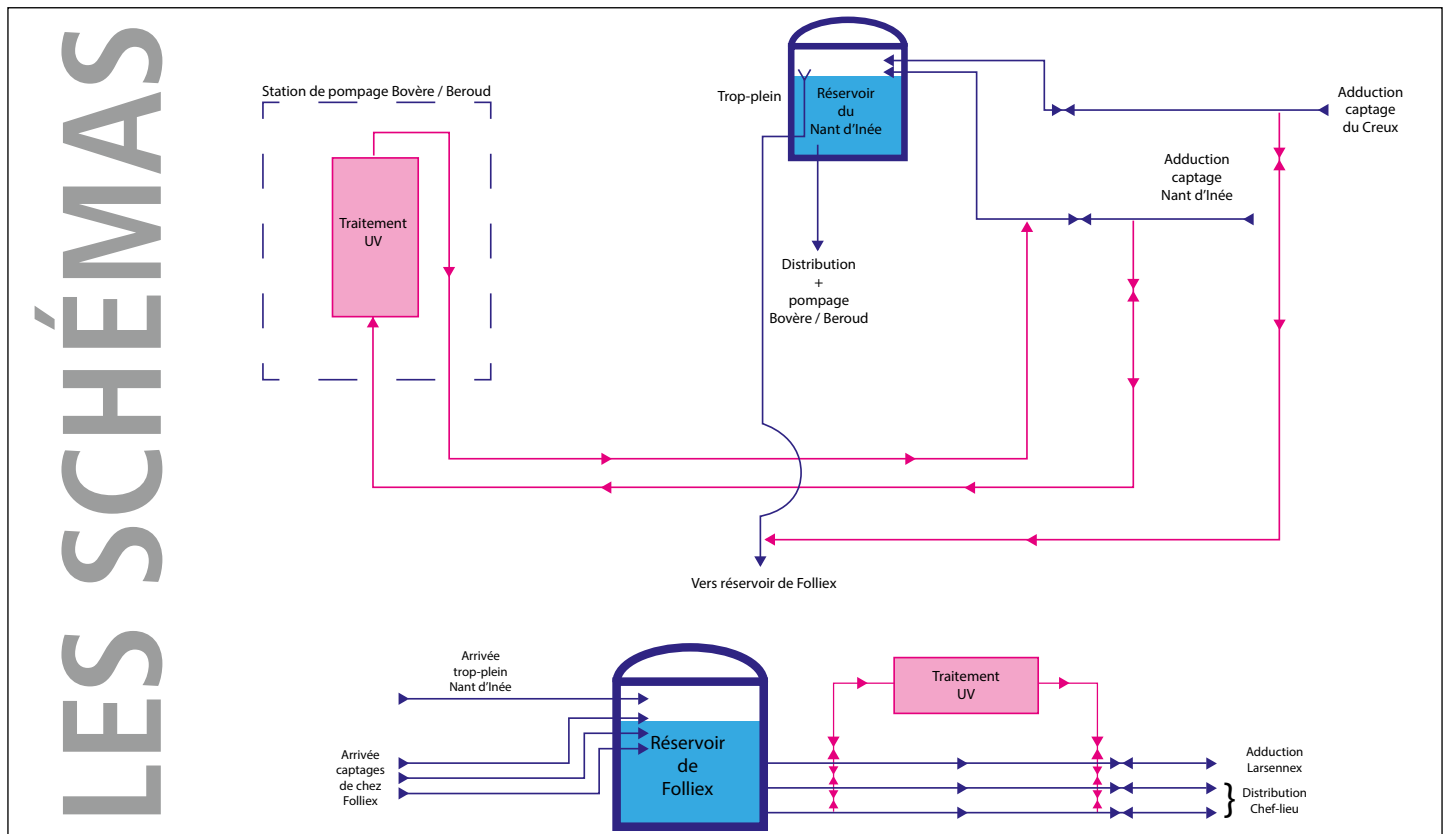 LES SCHÉMAS
Station de pompage Bovère / Beroud
Traitement
UV
Trop-plein
Réservoir
du
Nant d'Inée
Adduction
captage
du Creux
Adduction
captage
Nant d'Inée
Distribution
+
pompage
Bovère / Beroud
Vers réservoir de Folliex
Arrivée
trop-plein
Nant d'Inée
Arrivée
captages
de chez
Folliex
Réservoir
de
Folliex
Traitement
UV
Adduction
Larsennex
} Distribution
Chef-lieu